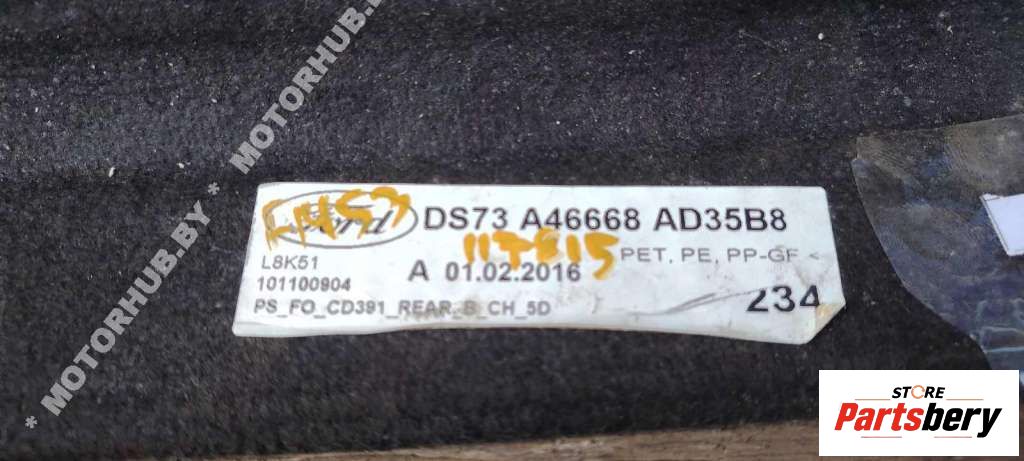 * MOTORHUB.BY * MOTORHUB.BY
Ford DS73 A46668 AD35B8
L8K51
101100904
A 01.02.2016
PET, PE, PP-GF <
PS_FO_CD391_REAR_B_CH_5D
234
STORE
Partsbery